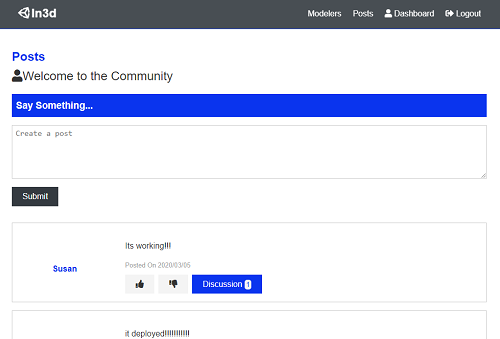 In3d
Modelers Posts Dashboard Logout
Posts
Welcome to the Community
Say Something...
Create a post
Submit
Its working!!!
Susan
Posted On 2020/03/05
Discussion 1
it deployed!!!!!!!!!!!